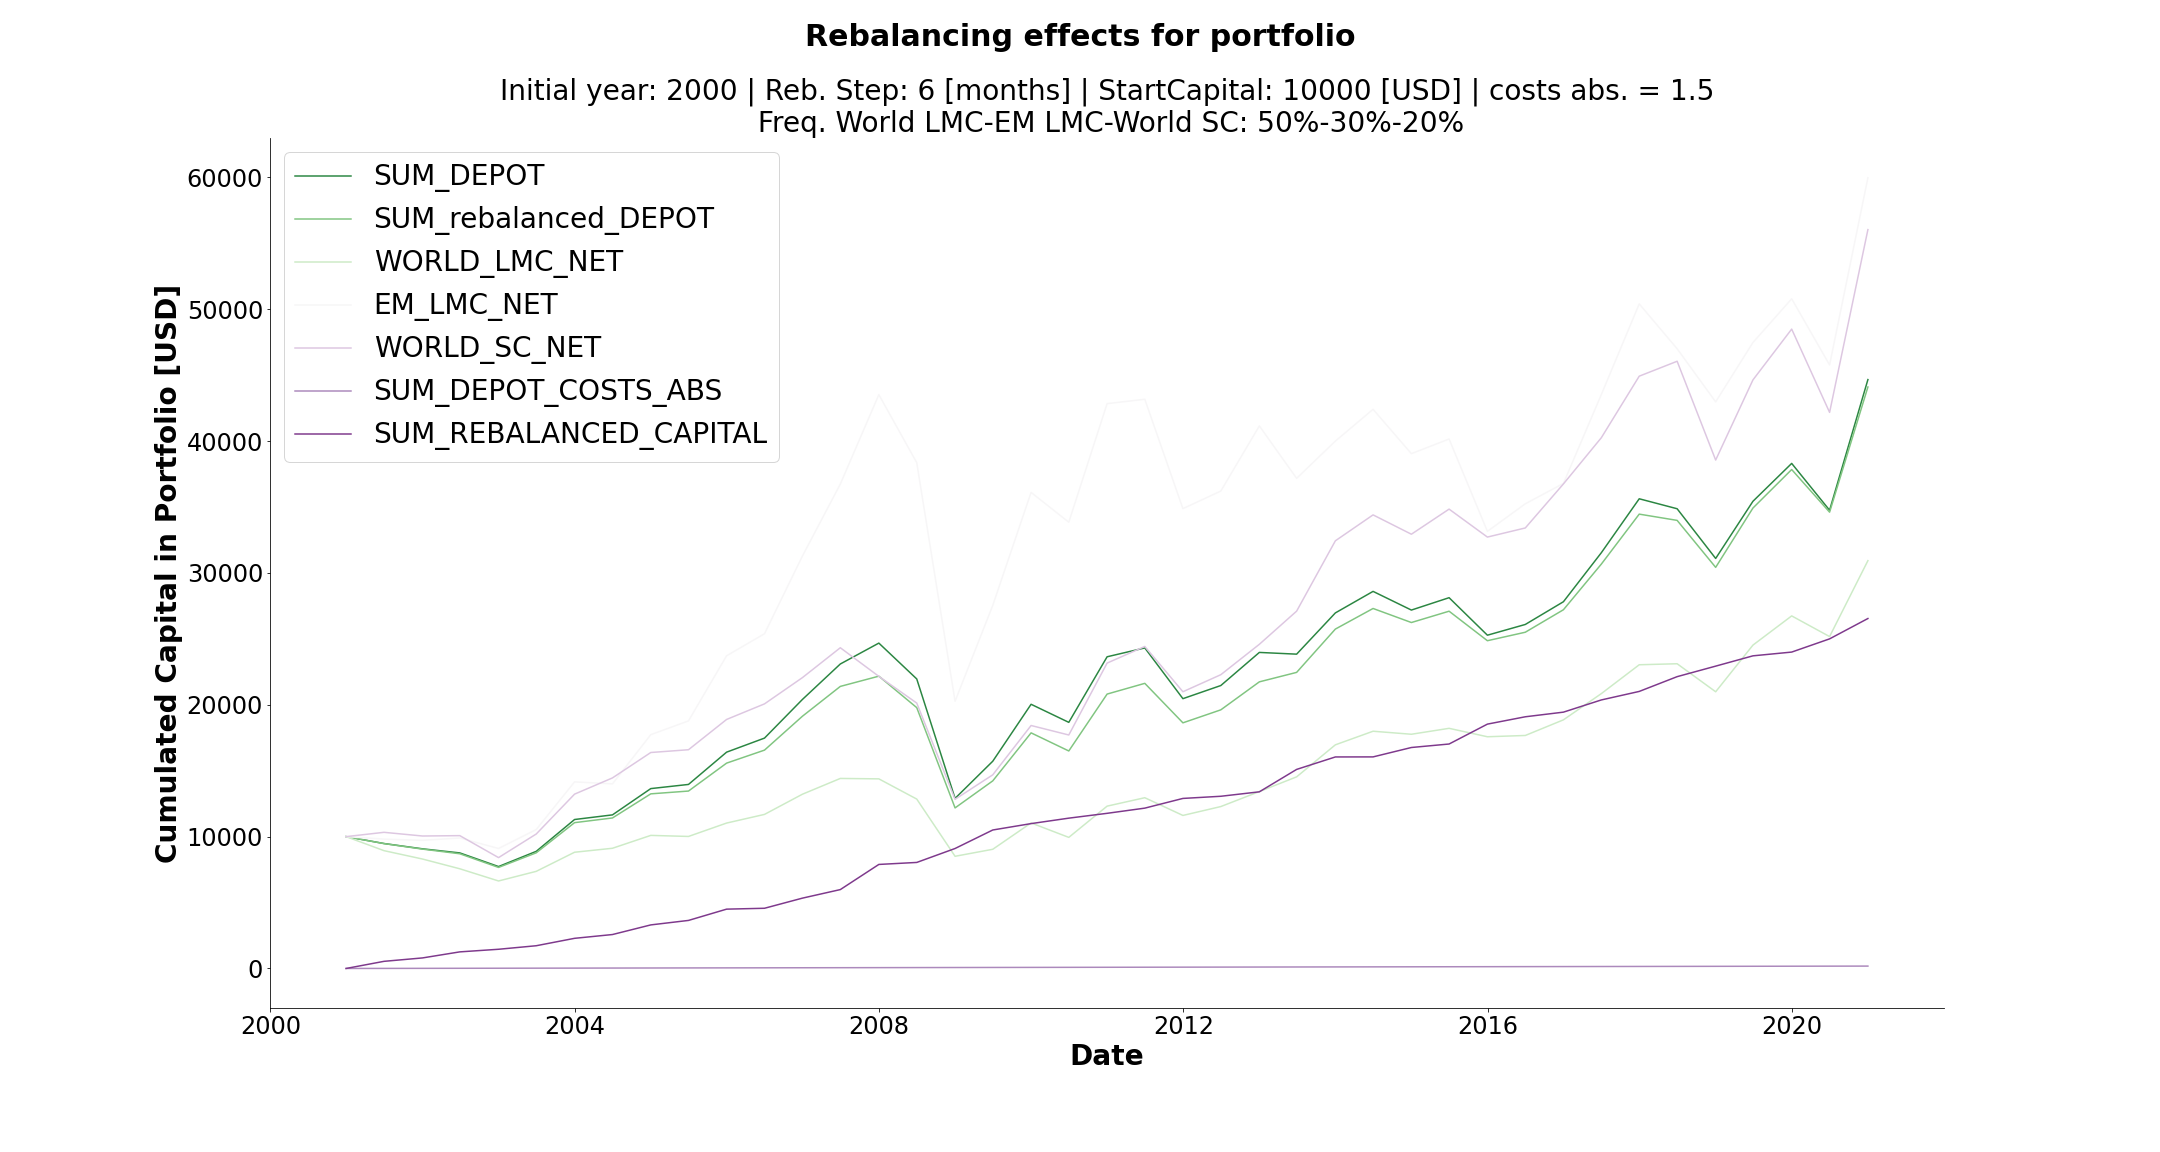 Rebalancing effects for portfolio
Initial year: 2000 | Reb. Step: 6 [months] | StartCapital: 10000 [USD] | costs abs. = 1.5
Freq. World LMC-EM LMC-World SC: 50%-30%-20%
SUM_DEPOT
SUM_rebalanced_DEPOT
WORLD_LMC_NET
EM_LMC_NET
WORLD_SC_NET
SUM_DEPOT_COSTS_ABS
SUM_REBALANCED_CAPITAL
Cumulated Capital in Portfolio [USD]
60000
50000
40000
30000
20000
10000
0
2000 2004 2008 2012 2016 2020
Date